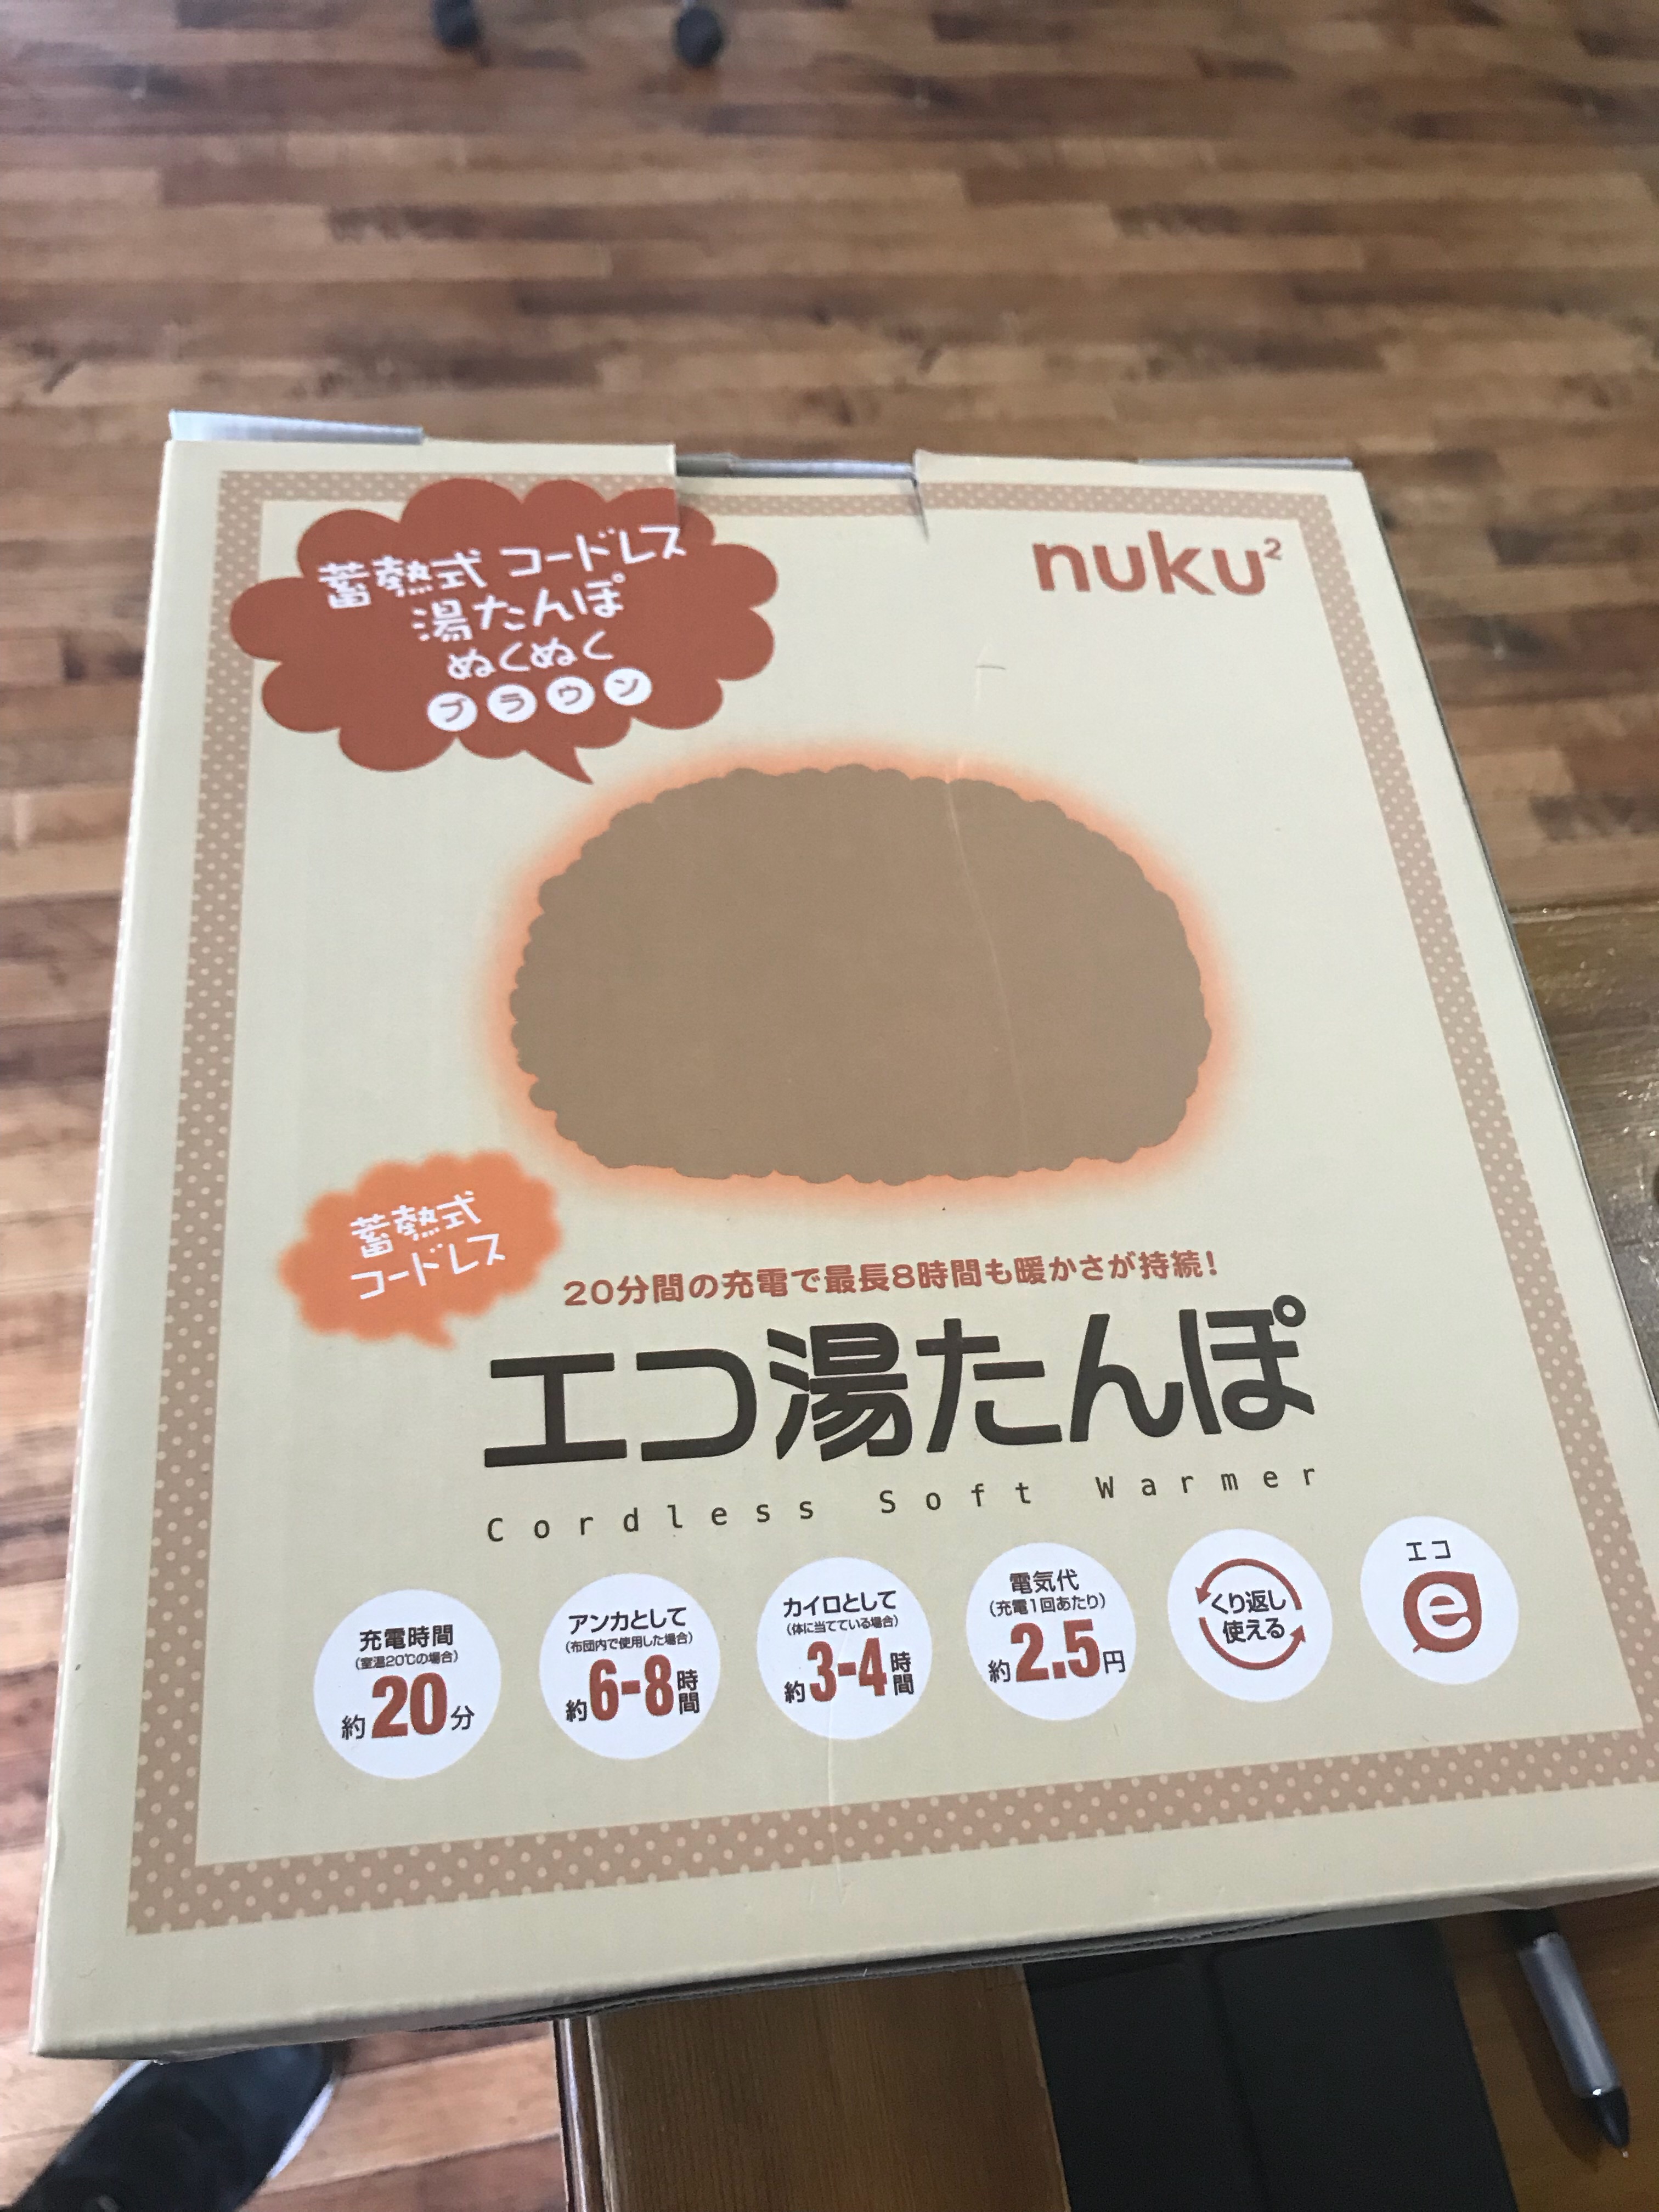 蓄熱式 コードレス
湯たんぽ
ぬくぬく
ブラウン
nuku²
蓄熱式
コードレス
20分間の充電で最長8時間も暖かさが持続!
エコ湯たんぽ
Cordless Soft Warmer
充電時間
(室温20℃の場合)
約20分
アンカとして
(布団内で使用した場合)
約6-8時間
カイロとして
(体に当てている場合)
約3-4時間
電気代
(充電1回あたり)
約2.5円
くり返し
使える
エコ
e